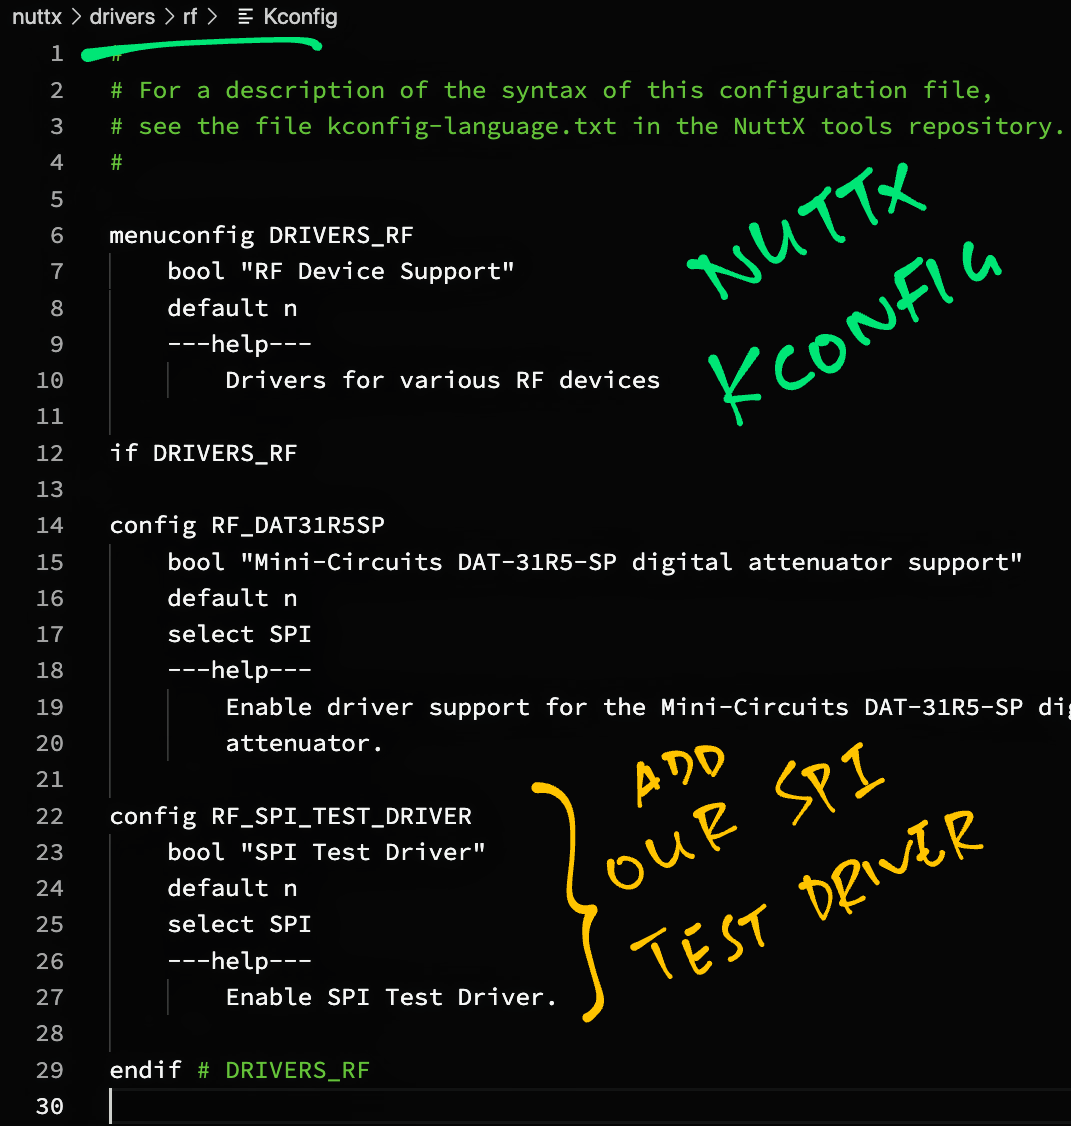 nuttx > drivers > rf > Kconfig
1 #
2 # For a description of the syntax of this configuration file,
3 # see the file kconfig-language.txt in the NuttX tools repository.
4 #
5
6 menuconfig DRIVERS_RF
7 bool "RF Device Support"
8 default n
9 ---help---
10 Drivers for various RF devices
11
12 if DRIVERS_RF
13
14 config RF_DAT31R5SP
15 bool "Mini-Circuits DAT-31R5-SP digital attenuator support"
16 default n
17 select SPI
18 ---help---
19 Enable driver support for the Mini-Circuits DAT-31R5-SP dig
20 attenuator.
21
22 config RF_SPI_TEST_DRIVER
23 bool "SPI Test Driver"
24 default n
25 select SPI
26 ---help---
27 Enable SPI Test Driver.
28
29 endif # DRIVERS_RF
30
NUTTX
KCONFIG
ADD
OUR SPI
TEST DRIVER